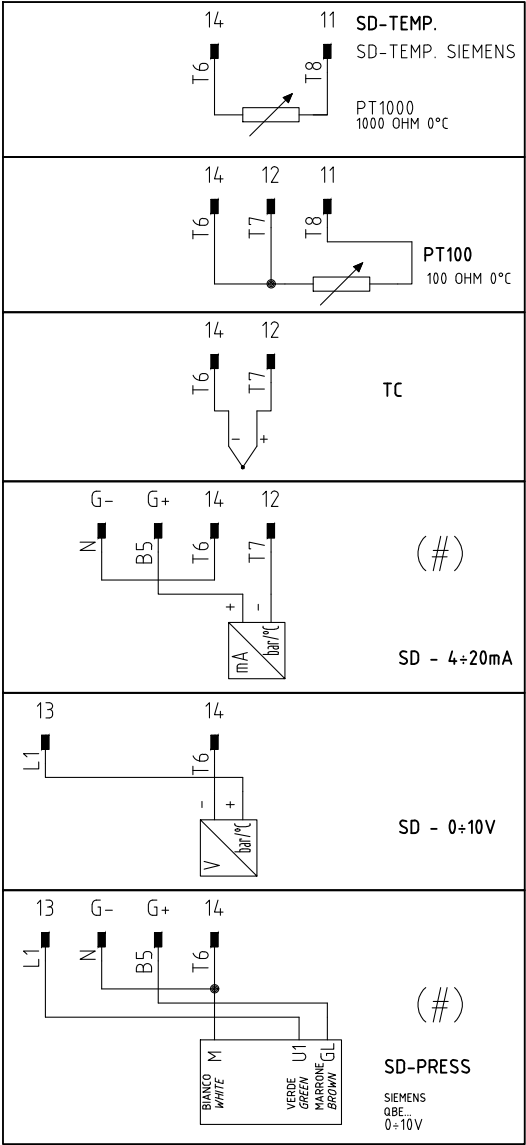 14 11 SD-TEMP.
T6 T8 SD-TEMP. SIEMENS
PT1000
1000 OHM 0°C
14 12 11
T6 T7 T8
PT100
100 OHM 0°C
14 12
T6 T7
TC
- +
G- G+ 14 12
N B5 T6 T7
(#)
+ -
mA bar/°C
SD - 4÷20mA
13 14
L1 T6
- +
V bar/°C
SD - 0÷10V
13 G- G+ 14
L1 N B5 T6
(#)
M U1 GL
BIANCO
WHITE
VERDE
GREEN
MARRONE
BROWN
SD-PRESS
SIEMENS
QBE...
0÷10V